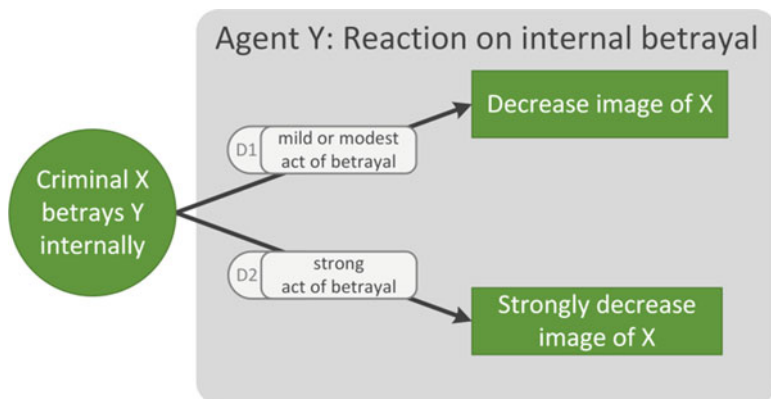 Agent Y: Reaction on internal betrayal
Criminal X
betrays Y
internally
D1
mild or modest
act of betrayal
Decrease image of X
D2
strong
act of betrayal
Strongly decrease
image of X